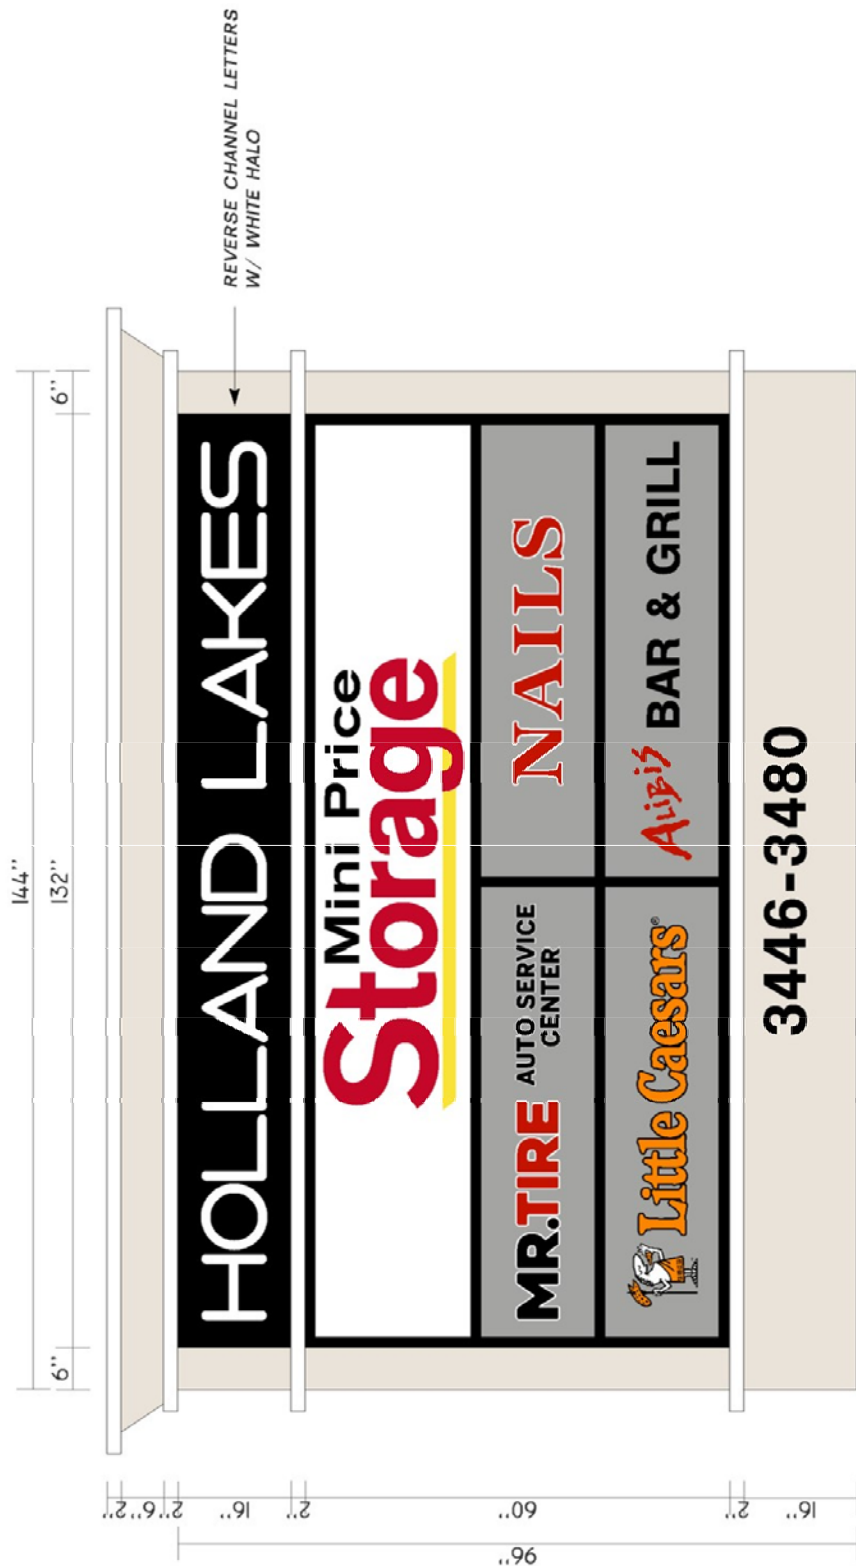 144"
6"
132"
6"
REVERSE CHANNEL LETTERS
W/ WHITE HALO
2"
6"
2"
16"
2"
60"
2"
16"
96"
HOLLAND LAKES
Mini Price
Storage
MR.TIRE AUTO SERVICE
CENTER
NAILS
Little Caesars®
ALiBiS BAR & GRILL
3446-3480